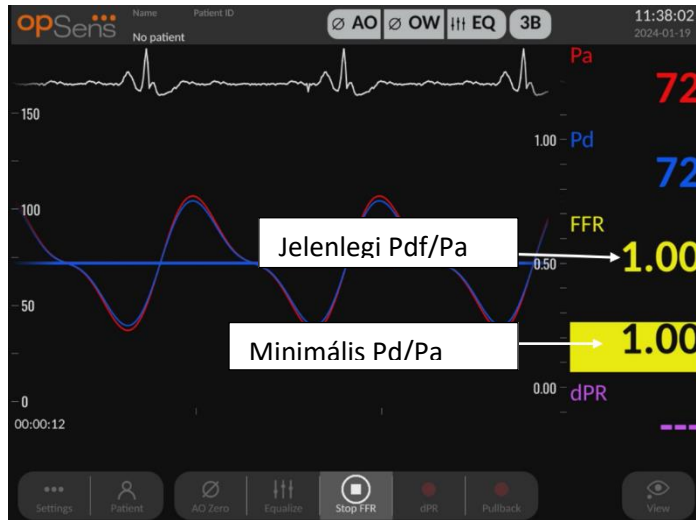 opSens
Name
Patient ID
No patient
Ø AO
Ø OW
EQ
3B
11:38:02
2024-01-19
Pa
72
150
1.00
Pd
72
100
FFR
Jelenlegi Pdf/Pa
0.50
1.00
50
Minimális Pd/Pa
1.00
0.00
dPR
0
00:00:12
---
Settings
Patient
AO Zero
Equalize
Stop FFR
dPR
Pullback
View